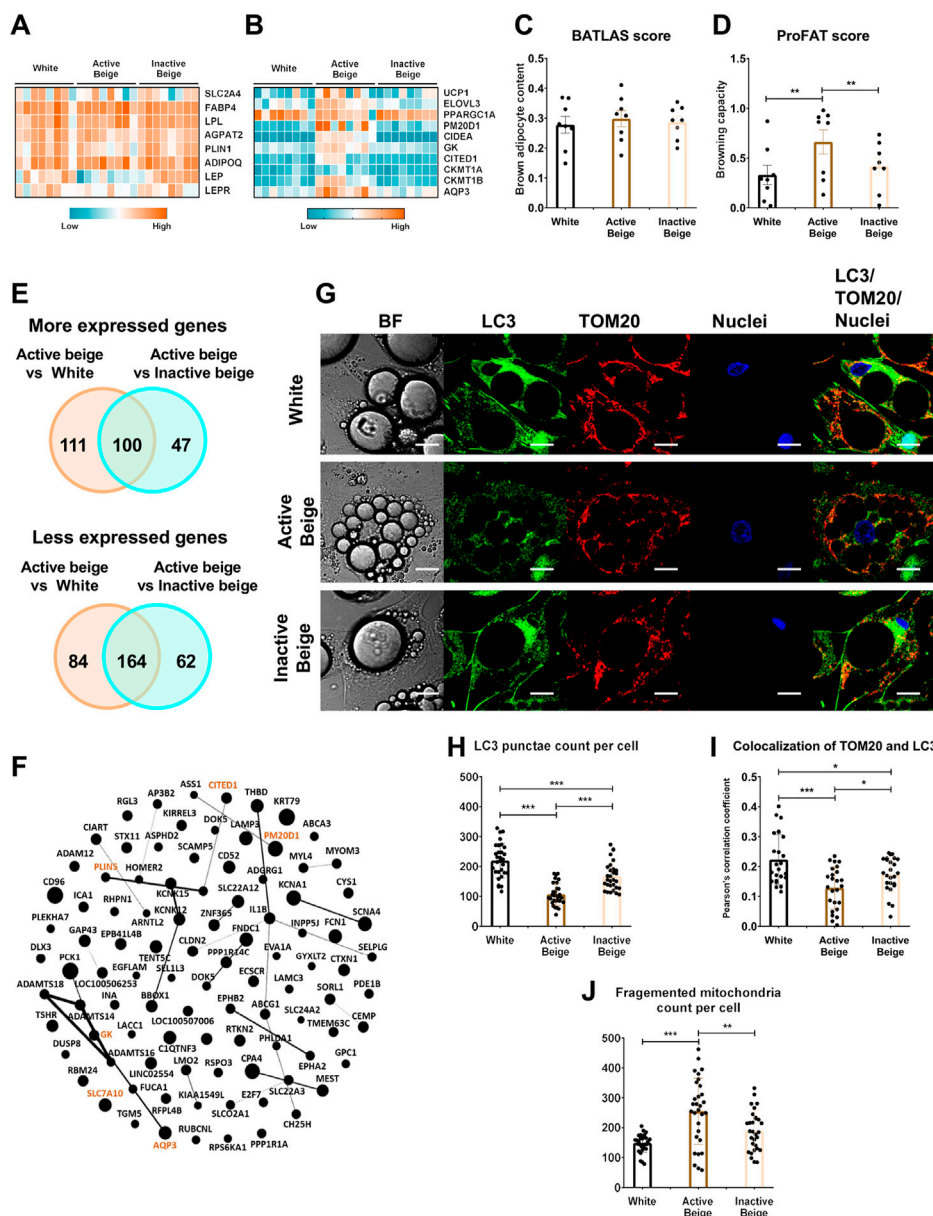 A
White
Active
Beige
Inactive
Beige
SLC2A4
FABP4
LPL
AGPAT2
PLIN1
ADIPOQ
LEP
LEPR
Low
High
B
White
Active
Beige
Inactive
Beige
UCP1
ELOVL3
PPARGC1A
PM20D1
CIDEA
GK
CITED1
CKMT1A
CKMT1B
AQP3
Low
High
C
BATLAS score
Brown adipocyte content
0.5
0.4
0.3
0.2
0.1
0.0
White
Active
Beige
Inactive
Beige
D
ProFAT score
Browning capacity
1.5
1.0
0.5
0.0
**
**
White
Active
Beige
Inactive
Beige
E
More expressed genes
Active beige
vs White
Active beige
vs Inactive beige
111
100
47
Less expressed genes
Active beige
vs White
Active beige
vs Inactive beige
84
164
62
G
BF
LC3
TOM20
Nuclei
LC3/
TOM20/
Nuclei
White
Active
Beige
Inactive
Beige
F
ASS1
CITED1
THBD
AP3B2
KRT79
RGL3
KIRREL3
DOK5
LAMP3
ABCA3
CIART
STX11
ASPHD2
SCAMP5
PM20D1
MYL4
MYOM3
ADAM12
HOMER2
CD52
ADGRG1
PLIN5
CD96
ICA1
KCNK15
SLC22A12
KCNA1
CYS1
RHPN1
KCNK12
IL1B
SCNA4
PLEKHA7
ARNTL2
ZNF365
INPP5J
FCN1
GAP43
EPB41L4B
CLDN2
FNDC1
SELPLG
DLX3
PPP1R14C
EVA1A
GYXLT2
CTXN1
PCK1
TENT5C
SEL1L3
EGFLAM
DOK5
ECSCR
LAMC3
SORL1
PDE1B
ADAMTS18
LOC100506253
INA
BBOX1
EPHB2
ABCG1
SLC24A2
CEMP
ADAMTS14
TSHR
LACC1
LOC100507006
TMEM63C
GK
RTKN2
PHLDA1
DUSP8
ADAMTS16
C1QTNF3
EPHA2
GPC1
RBM24
LINC02554
LMO2
RSPO3
CPA4
MEST
SLC7A10
FUCA1
KIAA1549L
SLC22A3
TGM5
RFPL4B
SLCO2A1
E2F7
AQP3
RUBCNL
RPS6KA1
PPP1R1A
CH25H
H
LC3 punctae count per cell
400
300
200
100
0
***
***
***
White
Active
Beige
Inactive
Beige
I
Colocalization of TOM20 and LC3
Pearson's correlation coefficient
0.5
0.4
0.3
0.2
0.1
0.0
*
***
*
White
Active
Beige
Inactive
Beige
J
Fragemented mitochondria
count per cell
500
400
300
200
100
0
***
**
White
Active
Beige
Inactive
Beige